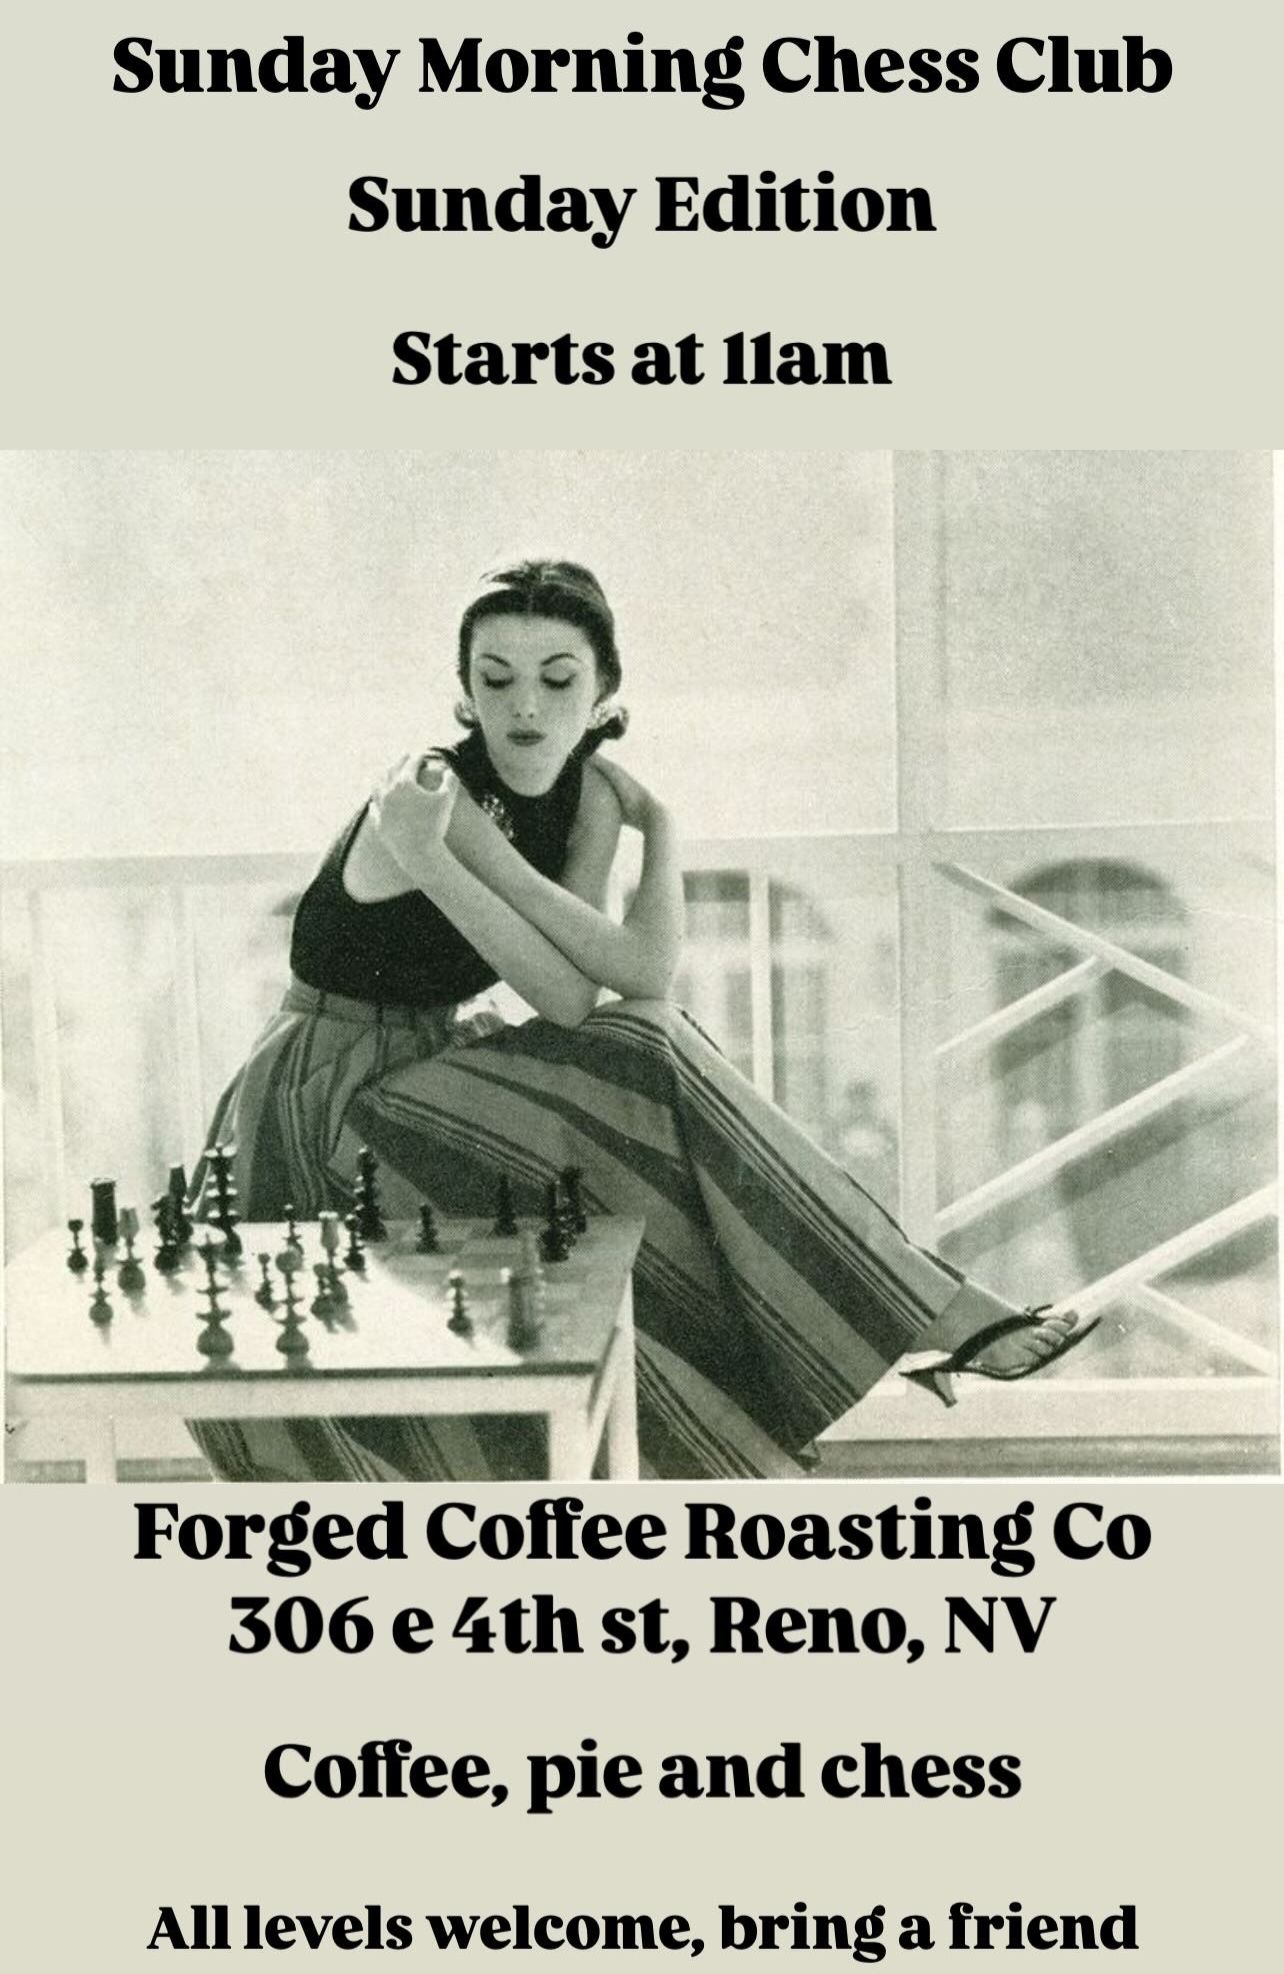 Sunday Morning Chess Club
Sunday Edition
Starts at 11am
Forged Coffee Roasting Co
306 e 4th st, Reno, NV
Coffee, pie and chess
All levels welcome, bring a friend